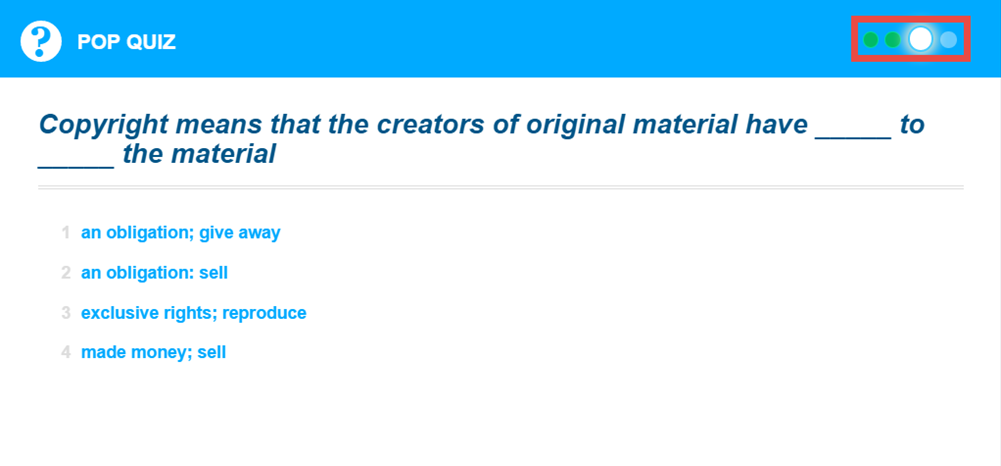 ?
POP QUIZ
Copyright means that the creators of original material have _____ to
_____ the material
1 an obligation; give away
2 an obligation: sell
3 exclusive rights; reproduce
4 made money; sell